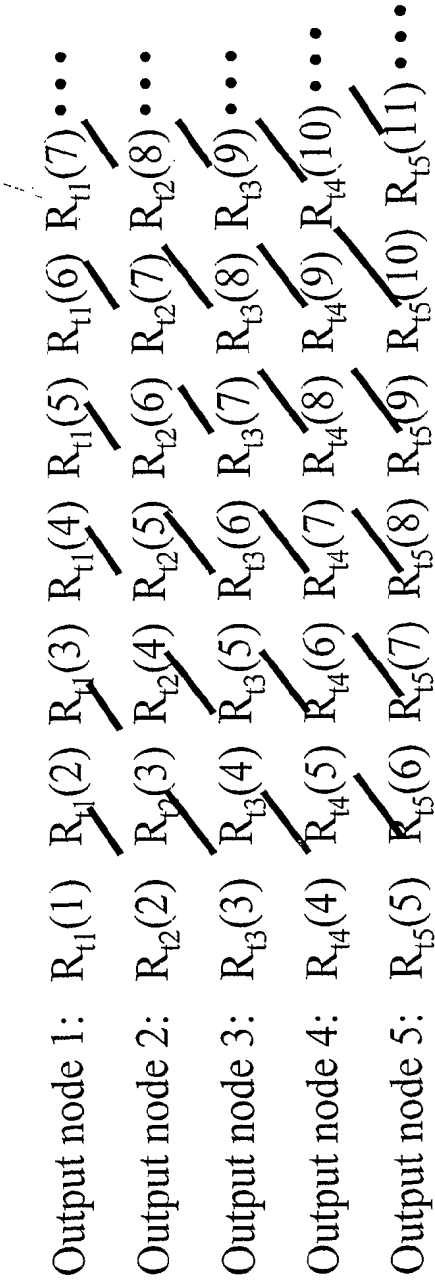 Output node 1: R_t1(1) R_t1(2) R_t1(3) R_t1(4) R_t1(5) R_t1(6) R_t1(7) • • • •
Output node 2: R_t2(2) R_t2(3) R_t2(4) R_t2(5) R_t2(6) R_t2(7) R_t2(8) • • • •
Output node 3: R_t3(3) R_t3(4) R_t3(5) R_t3(6) R_t3(7) R_t3(8) R_t3(9) • • • •
Output node 4: R_t4(4) R_t4(5) R_t4(6) R_t4(7) R_t4(8) R_t4(9) R_t4(10) • • • •
Output node 5: R_t5(5) R_t5(6) R_t5(7) R_t5(8) R_t5(9) R_t5(10) R_t5(11) • • •